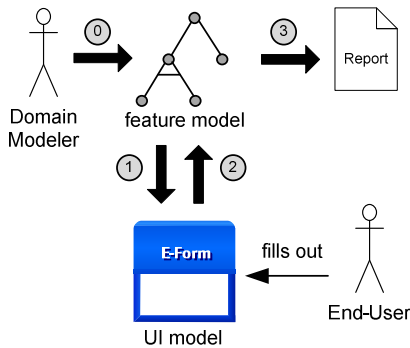 0
3
Report
Domain
Modeler
feature model
1
2
E-Form
fills out
End-User
UI model